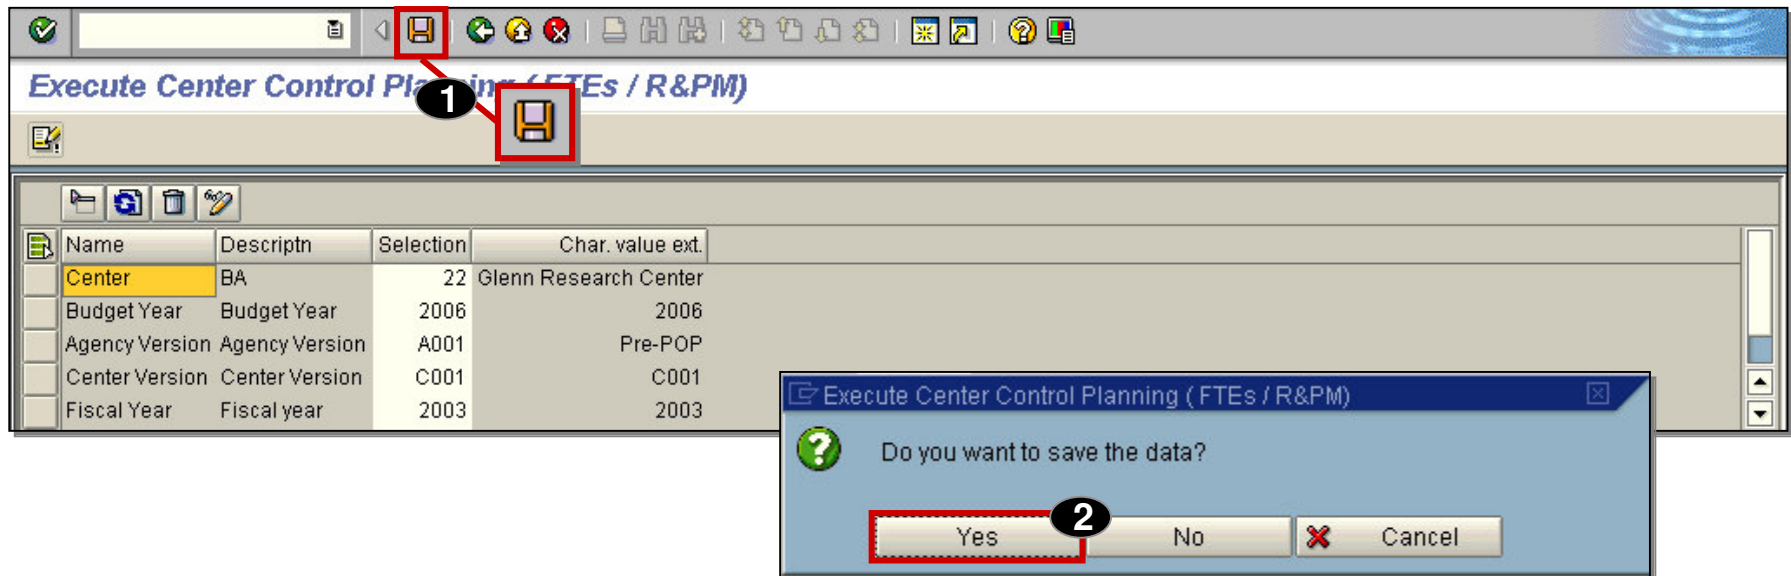 Execute Center Control Planning ( FTEs / R&PM)
1
Name Descriptn Selection Char. value ext.
Center BA 22 Glenn Research Center
Budget Year Budget Year 2006 2006
Agency Version Agency Version A001 Pre-POP
Center Version Center Version C001 C001
Fiscal Year Fiscal year 2003 2003
Execute Center Control Planning ( FTEs / R&PM)
Do you want to save the data?
2
Yes No Cancel